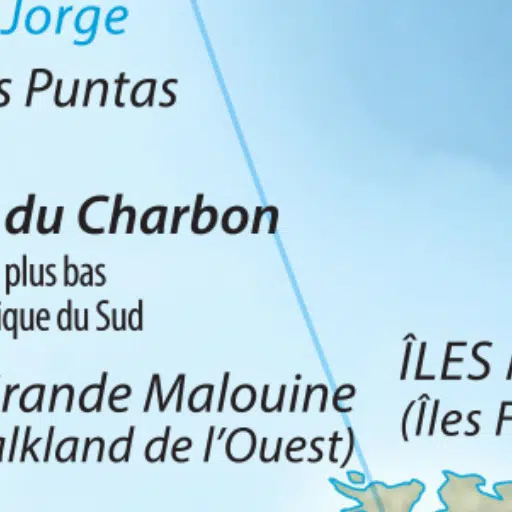 Jorge
s Puntas
du Charbon
plus bas
ique du Sud
rande Malouine
alkland de l'Ouest)
ÎLES
(Îles F